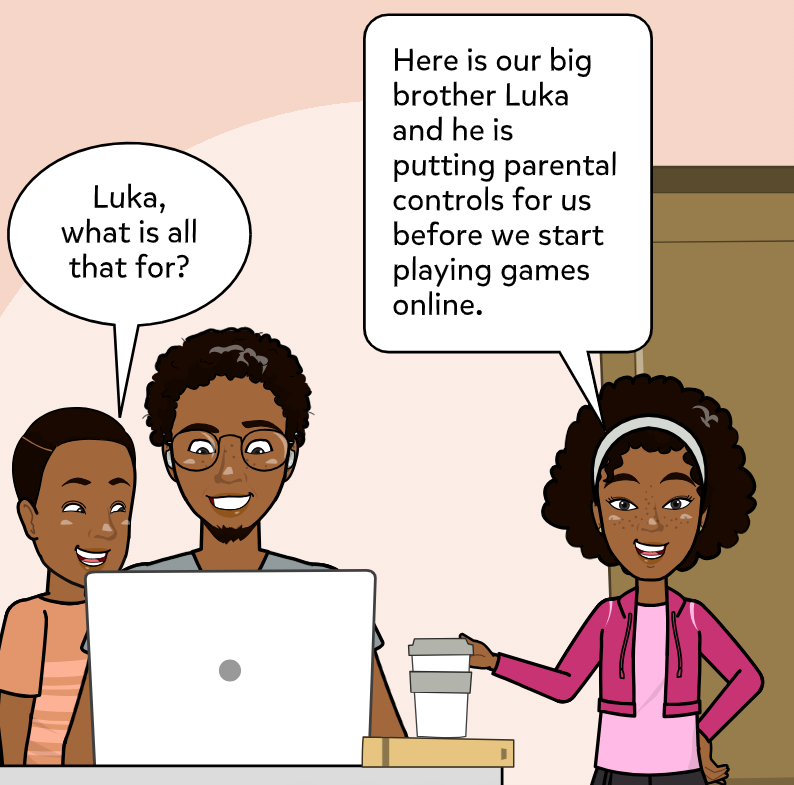 Luka,
what is all
that for?
Here is our big
brother Luka
and he is
putting parental
controls for us
before we start
playing games
online.